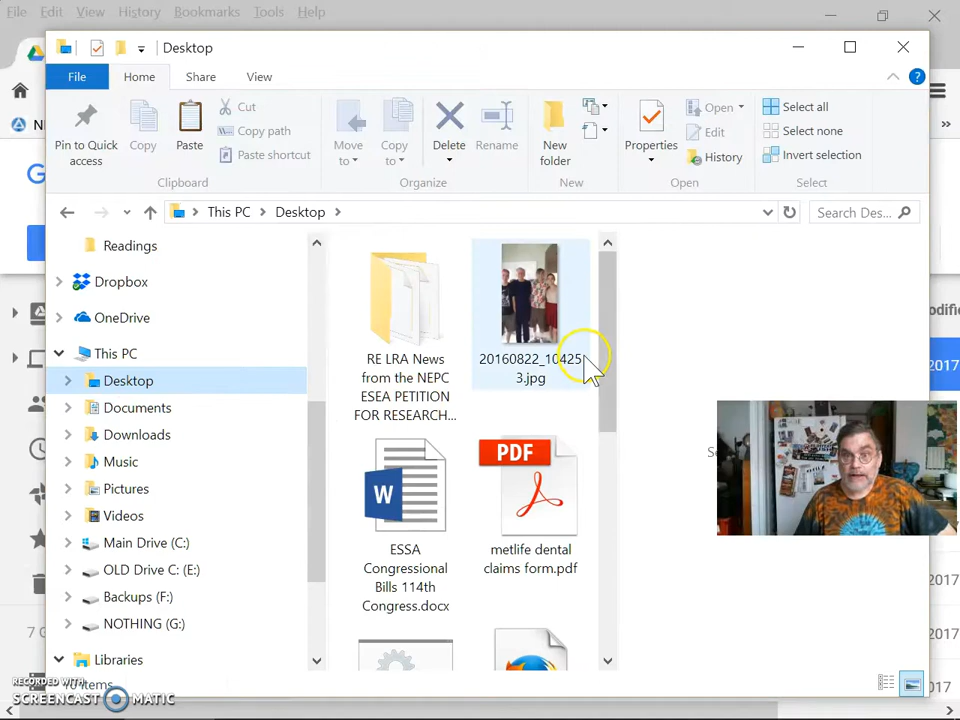 File Edit View History Bookmarks Tools Help
Desktop
File Home Share View
Pin to Quick access
Copy
Paste
Cut
Copy path
Paste shortcut
Move to
Copy to
Delete
Rename
New folder
Properties
Open
Edit
History
Select all
Select none
Invert selection
Clipboard
Organize
New
Open
Select
This PC
Desktop
Search Des...
Readings
Dropbox
OneDrive
This PC
Desktop
Documents
Downloads
Music
Pictures
Videos
Main Drive (C:)
OLD Drive C: (E:)
Backups (F:)
NOTHING (G:)
Libraries
RE LRA News
from the NEPC
ESEA PETITION
FOR RESEARCH...
20160822_10425
3.jpg
W
ESSA
Congressional
Bills 114th
Congress.docx
PDF
metlife dental
claims form.pdf
2017
2017
2017
2017
items
RECORDED WITH
SCREENCAST MATIC